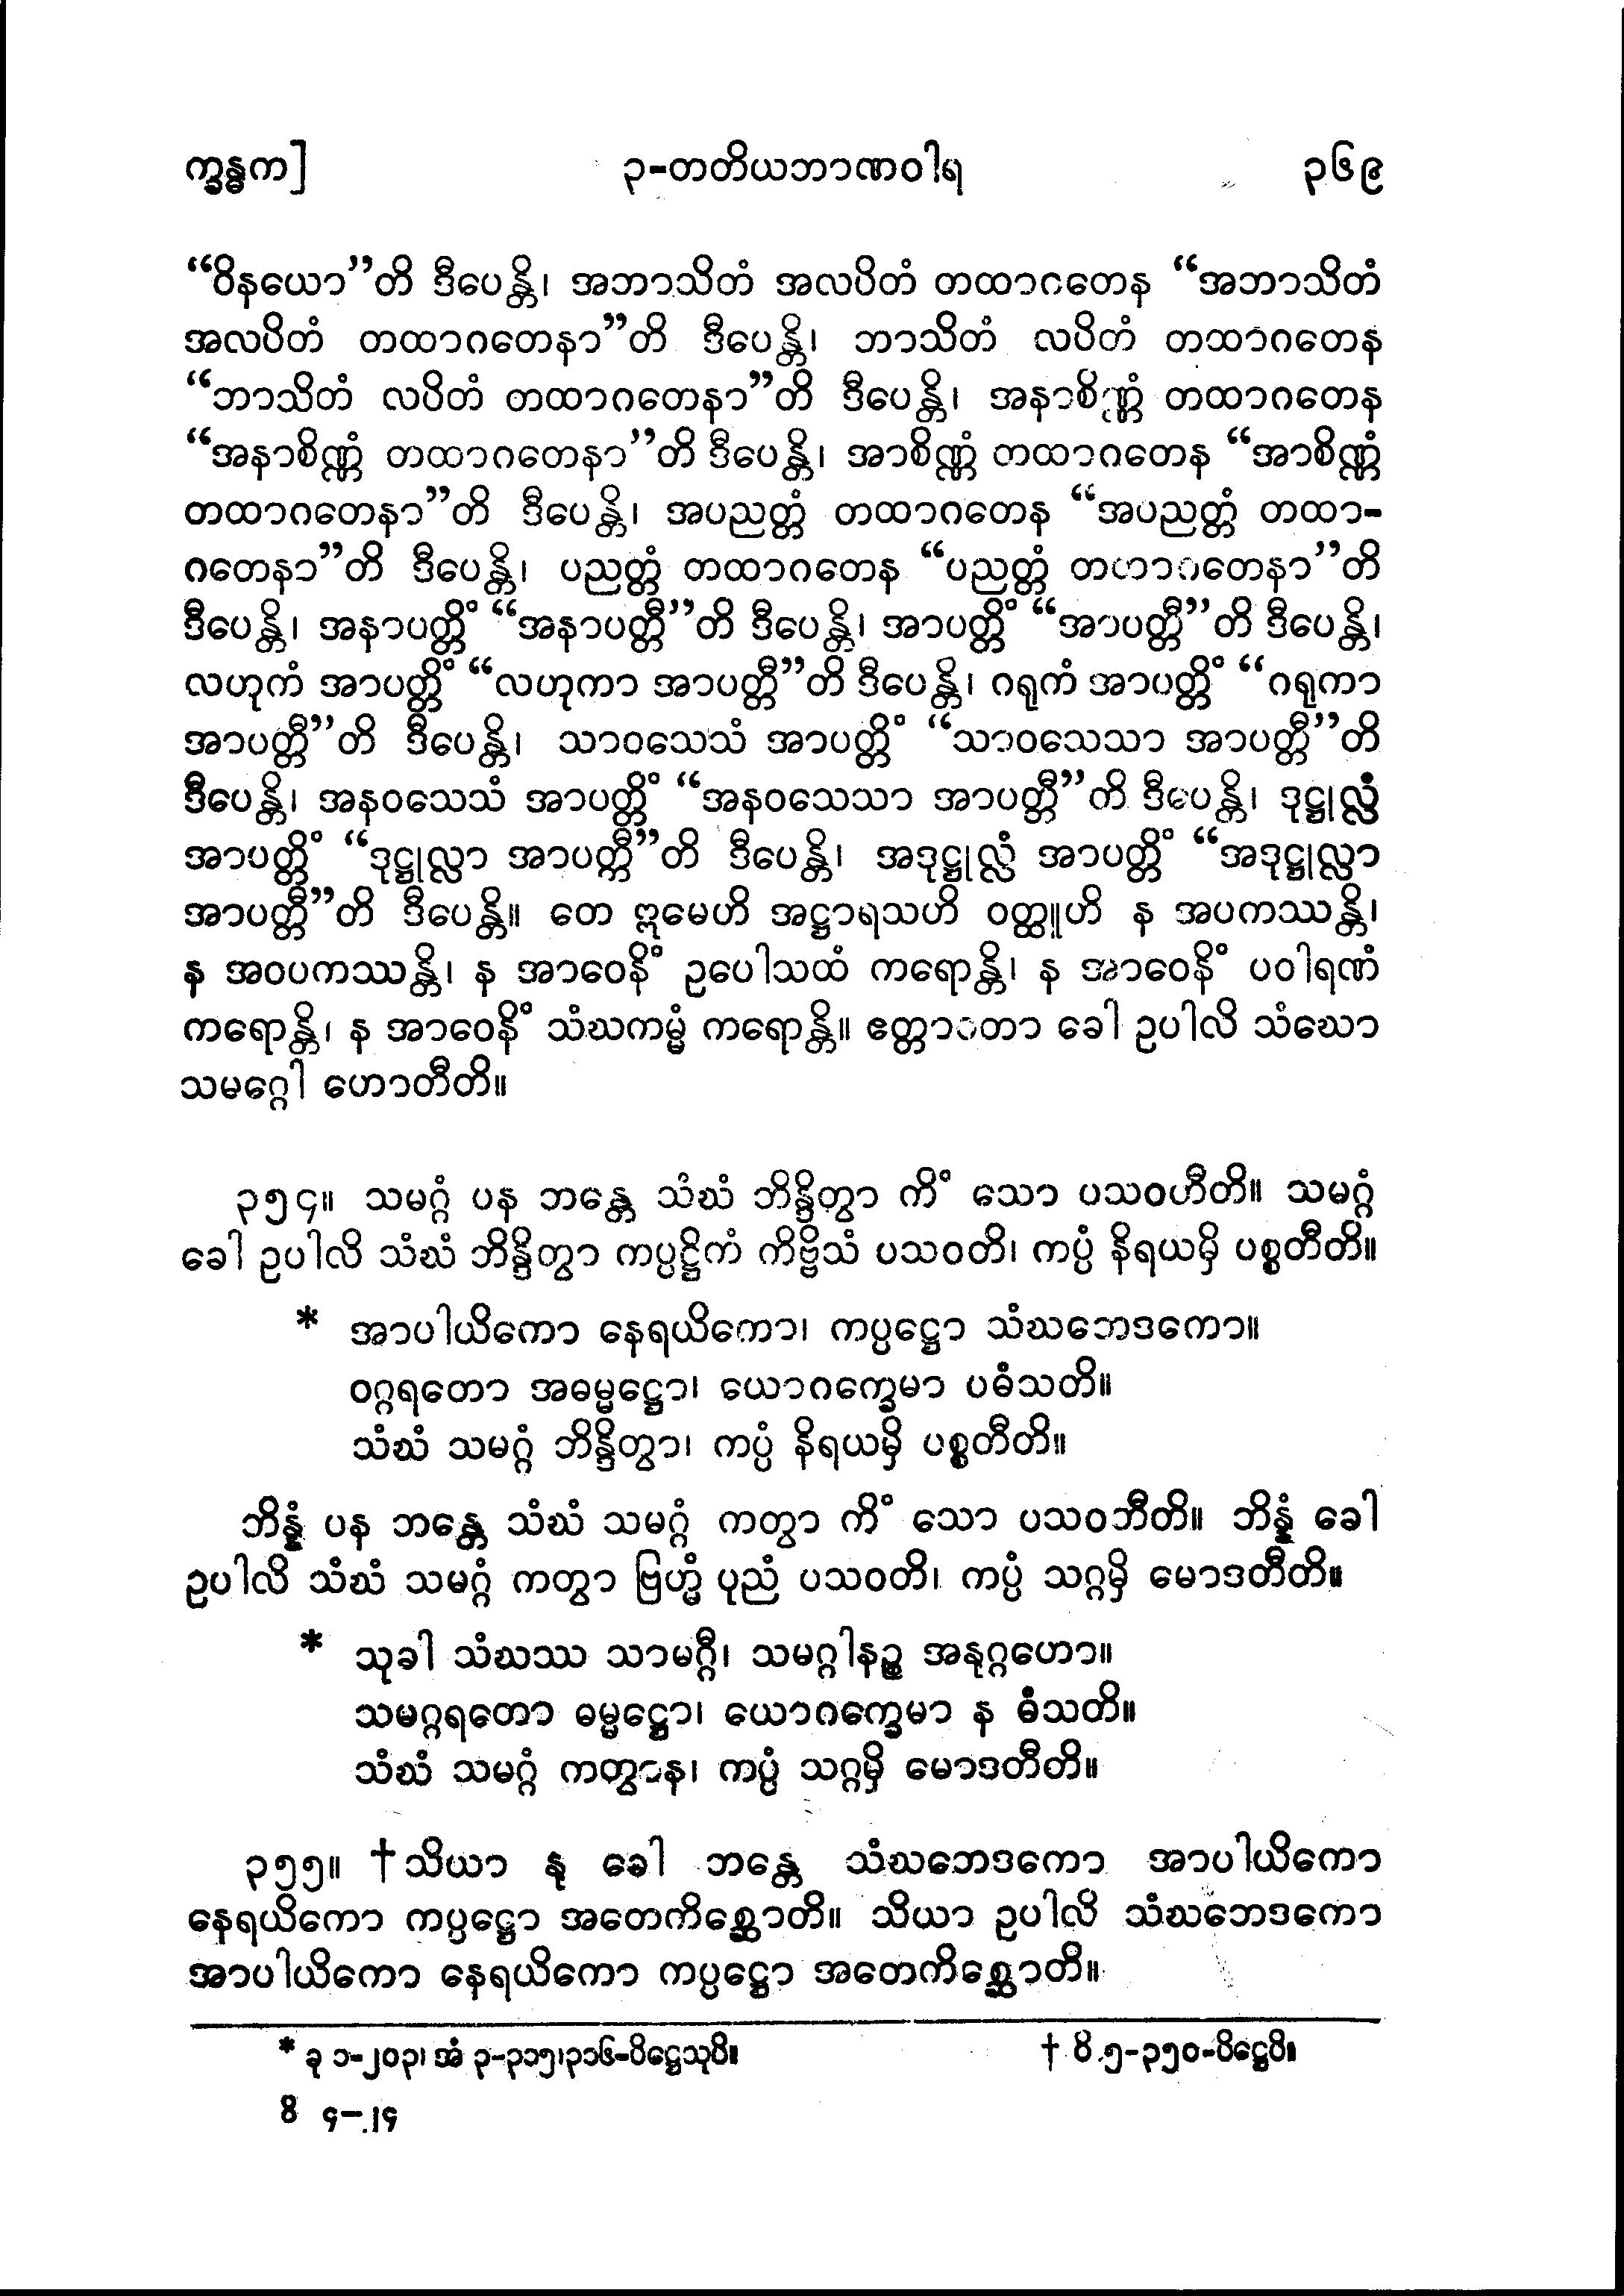 က္ခန္ဓက] ၃-တတိယဘာဏဝါရ ၃၆၉
“ဝိနယော”တိ ဒီပေန္တိ၊ အဘာသိတံ အလပိတံ တထာဂတေန “အဘာသိတံ
အလပိတံ တထာဂတေနာ”တိ ဒီပေန္တိ၊ ဘာသိတံ လပိတံ တထာဂတေန
“ဘာသိတံ လပိတံ တထာဂတေနာ”တိ ဒီပေန္တိ၊ အနာစိဏ္ဏံ တထာဂတေန
“အနာစိဏ္ဏံ တထာဂတေနာ”တိ ဒီပေန္တိ၊ အာစိဏ္ဏံ တထာဂတေန “အာစိဏ္ဏံ
တထာဂတေနာ”တိ ဒီပေန္တိ၊ အပညတ္တံ တထာဂတေန “အပညတ္တံ တထာ-
ဂတေနာ”တိ ဒီပေန္တိ၊ ပညတ္တံ တထာဂတေန “ပညတ္တံ တထာဂတေနာ”တိ
ဒီပေန္တိ၊ အနာပတ္တိံ “အနာပတ္တီ”တိ ဒီပေန္တိ၊ အာပတ္တိံ “အာပတ္တီ”တိ ဒီပေန္တိ၊
လဟုကံ အာပတ္တိံ “လဟုကာ အာပတ္တီ”တိ ဒီပေန္တိ၊ ဂရုကံ အာပတ္တိံ “ဂရုကာ
အာပတ္တီ”တိ ဒီပေန္တိ၊ သာဝသေသံ အာပတ္တိံ “သာဝသေသာ အာပတ္တီ”တိ
ဒီပေန္တိ၊ အနဝသေသံ အာပတ္တိံ “အနဝသေသာ အာပတ္တီ”တိ ဒီပေန္တိ၊ ဒုဋ္ဌုလ္လံ
အာပတ္တိံ “ဒုဋ္ဌုလ္လာ အာပတ္တီ”တိ ဒီပေန္တိ၊ အဒုဋ္ဌုလ္လံ အာပတ္တိံ “အဒုဋ္ဌုလ္လာ
အာပတ္တီ”တိ ဒီပေန္တိ။ တေ ဣမေဟိ အဋ္ဌာရသဟိ ဝတ္ထူဟိ န အပကဿန္တိ၊
န အဝပကဿန္တိ၊ န အာဝေနိံ ဥပေါသထံ ကရောန္တိ၊ န အာဝေနိံ ပဝါရဏံ
ကရောန္တိ၊ န အာဝေနိံ သံဃကမ္မံ ကရောန္တိ။ ဧတ္တာဝတာ ခေါ ဥပါလိ သံဃော
သမဂ္ဂေါ ဟောတီတိ။
၃၅၄။ သမဂ္ဂံ ပန ဘန္တေ သံဃံ ဘိန္ဒိတွာ ကိံ သော ပသဝဟီတိ။ သမဂ္ဂံ
ခေါ ဥပါလိ သံဃံ ဘိန္ဒိတွာ ကပ္ပဋ္ဌိကံ ကိဗ္ဗိသံ ပသဝတိ၊ ကပ္ပံ နိရယမှိ ပစ္စတီတိ။
* အာပါယိကော နေရယိကော၊ ကပ္ပဋ္ဌော သံဃဘေဒကော။
ဝဂ္ဂရတော အဓမ္မဋ္ဌော၊ ယောဂက္ခေမာ ပဓံသတိ။
သံဃံ သမဂ္ဂံ ဘိန္ဒိတွာ၊ ကပ္ပံ နိရယမှိ ပစ္စတီတိ။
ဘိန္နံ ပန ဘန္တေ သံဃံ သမဂ္ဂံ ကတွာ ကိံ သော ပသဝတီတိ။ ဘိန္နံ ခေါ
ဥပါလိ သံဃံ သမဂ္ဂံ ကတွာ ဗြဟ္မံ ပုညံ ပသဝတိ၊ ကပ္ပံ သဂ္ဂမှိ မောဒတီတိ။
* သုခါ သံဃဿ သာမဂ္ဂီ၊ သမဂ္ဂါနဉ္စ အနုဂ္ဂဟော။
သမဂ္ဂရတော ဓမ္မဋ္ဌော၊ ယောဂက္ခေမာ န ဓံသတိ။
သံဃံ သမဂ္ဂံ ကတွာန၊ ကပ္ပံ သဂ္ဂမှိ မောဒတီတိ။
၃၅၅။ †သိယာ နု ခေါ ဘန္တေ သံဃဘေဒကော အာပါယိကော
နေရယိကော ကပ္ပဋ္ဌော အတေကိစ္ဆောတိ။ သိယာ ဥပါလိ သံဃဘေဒကော
အာပါယိကော နေရယိကော ကပ္ပဋ္ဌော အတေကိစ္ဆောတိ။
* ခု ၁-၂၀၃၊ အံ ၃-၃၁၅၊၃၁၆-ပိဋ္ဌေသုပိ။ † ဝိ ၅-၃၅၀-ပိဋ္ဌေပိ။
ဝိ ၄-